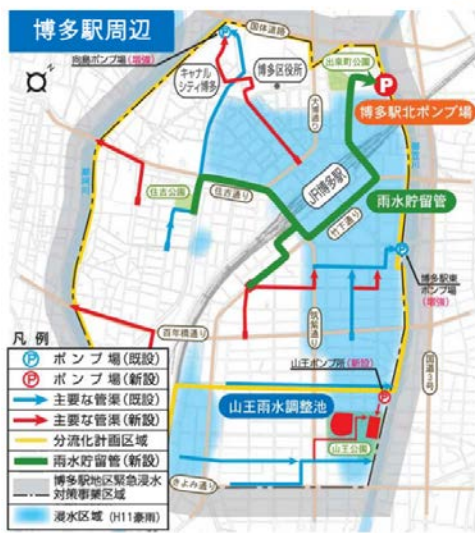 博多駅周辺
国体道路
向島ポンプ場(増強)
出来町公園
キャナル
シティ博多
博多区役所
大博通り
博多駅北ポンプ場
JR博多駅
雨水貯留管
住吉公園
住吉通り
竹下通り
博多駅東
ポンプ場
(増強)
筑紫通り
百年橋通り
山王ポンプ所(新設)
国道3号
山王雨水調整池
山王公園
きよみ通り
凡例
ポンプ場(既設)
ポンプ場(新設)
主要な管渠(既設)
主要な管渠(新設)
分流化計画区域
雨水貯留管(新設)
博多駅地区緊急浸水
対策事業区域
浸水区域(H11豪雨)